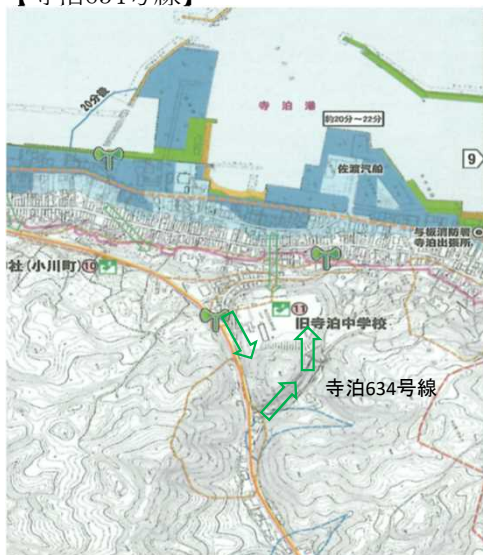 【寺泊634号線】
20分後
寺泊港
約20分~22分
佐渡汽船
9
与板消防署
寺泊出張所
社(小川町)⑩
⑪
旧寺泊中学校
寺泊634号線